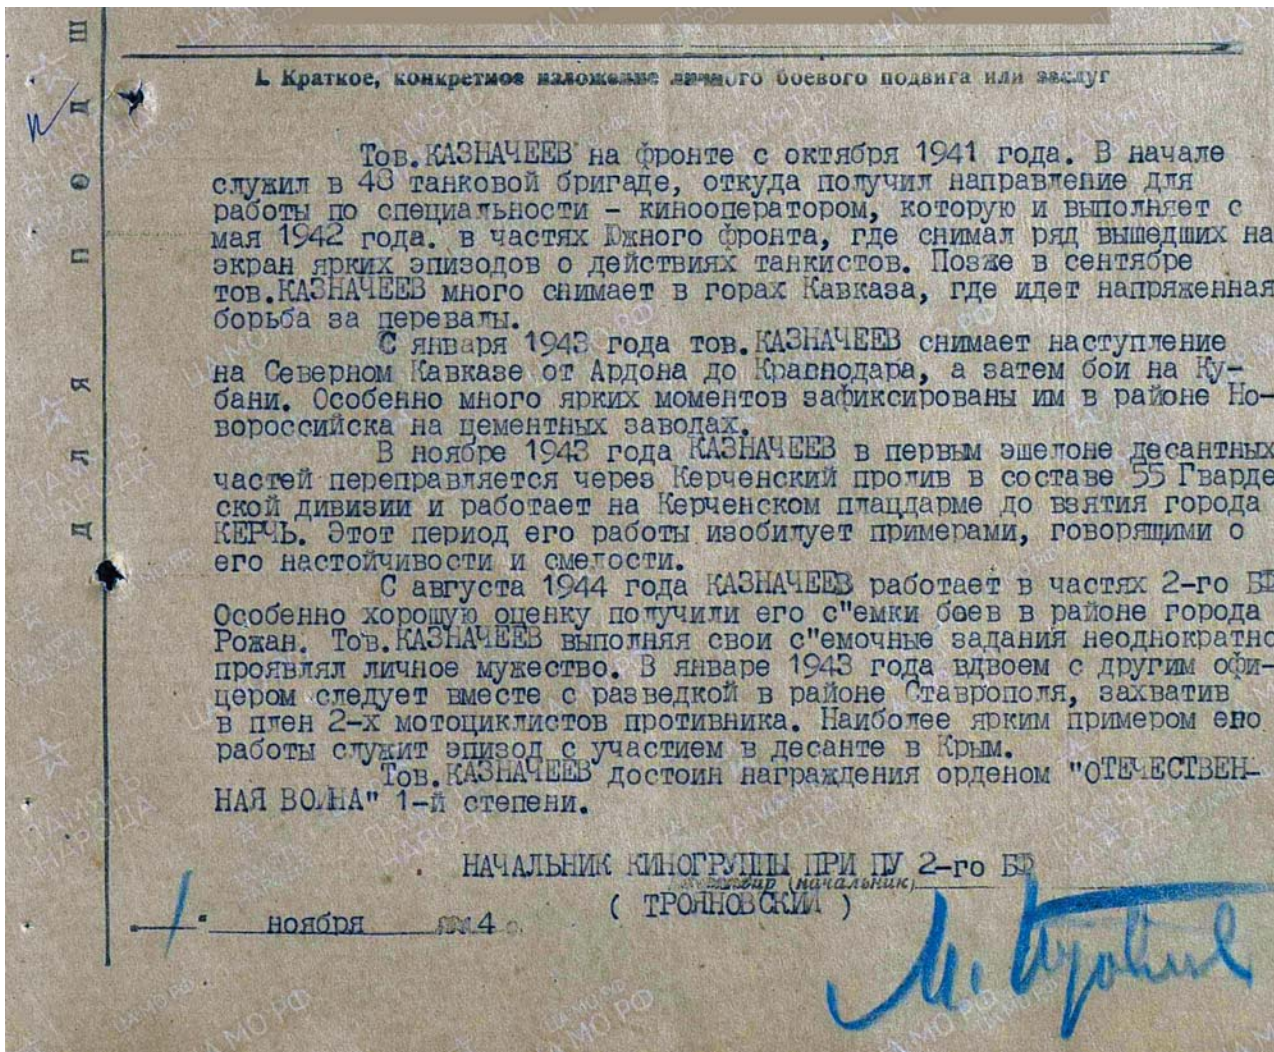 I. Краткое, конкретное изложение личного боевого подвига или заслуг
Тов.КАЗНАЧЕЕВ на фронте с октября 1941 года. В начале
служил в 48 танковой бригаде, откуда получил направление для
работы по специальности - кинооператором, которую и выполняет с
мая 1942 года. в частях Южного фронта, где снимал ряд вышедших на
экран ярких эпизодов о действиях танкистов. Позже в сентябре
тов.КАЗНАЧЕЕВ много снимает в горах Кавказа, где идет напряженная
борьба за перевалы.
С января 1943 года тов.КАЗНАЧЕЕВ снимает наступление
на Северном Кавказе от Ардона до Краснодара, а затем бои на Ку-
бани. Особенно много ярких моментов зафиксированы им в районе Но-
вороссийска на цементных заводах.
В ноябре 1943 года КАЗНАЧЕЕВ в первым эшелоне десантных
частей переправляется через Керченский пролив в составе 55 Гварде
ской дивизии и работает на Керченском плацдарме до взятия города
КЕРЧЬ. Этот период его работы изобилует примерами, говорящими о
его настойчивости и смелости.
С августа 1944 года КАЗНАЧЕЕВ работает в частях 2-го БФ
Особенно хорошую оценку получили его с"емки боев в районе города
Рожан. Тов.КАЗНАЧЕЕВ выполняя свои с"емочные задания неоднократно
проявлял личное мужество. В январе 1943 года вдвоем с другим офи-
цером следует вместе с разведкой в районе Ставрополя, захватив
в плен 2-х мотоциклистов противника. Наиболее ярким примером его
работы служит эпизод с участием в десанте в Крым.
Тов.КАЗНАЧЕЕВ достоин награждения орденом "ОТЕЧЕСТВЕН-
НАЯ ВОЙНА" 1-й степени.
НАЧАЛЬНИК КИНОГРУППЫ ПРИ ПУ 2-го БФ
(начальник)
( ТРОЯНОВСКИЙ )
ноября 4
ДЛЯ ПОДШ